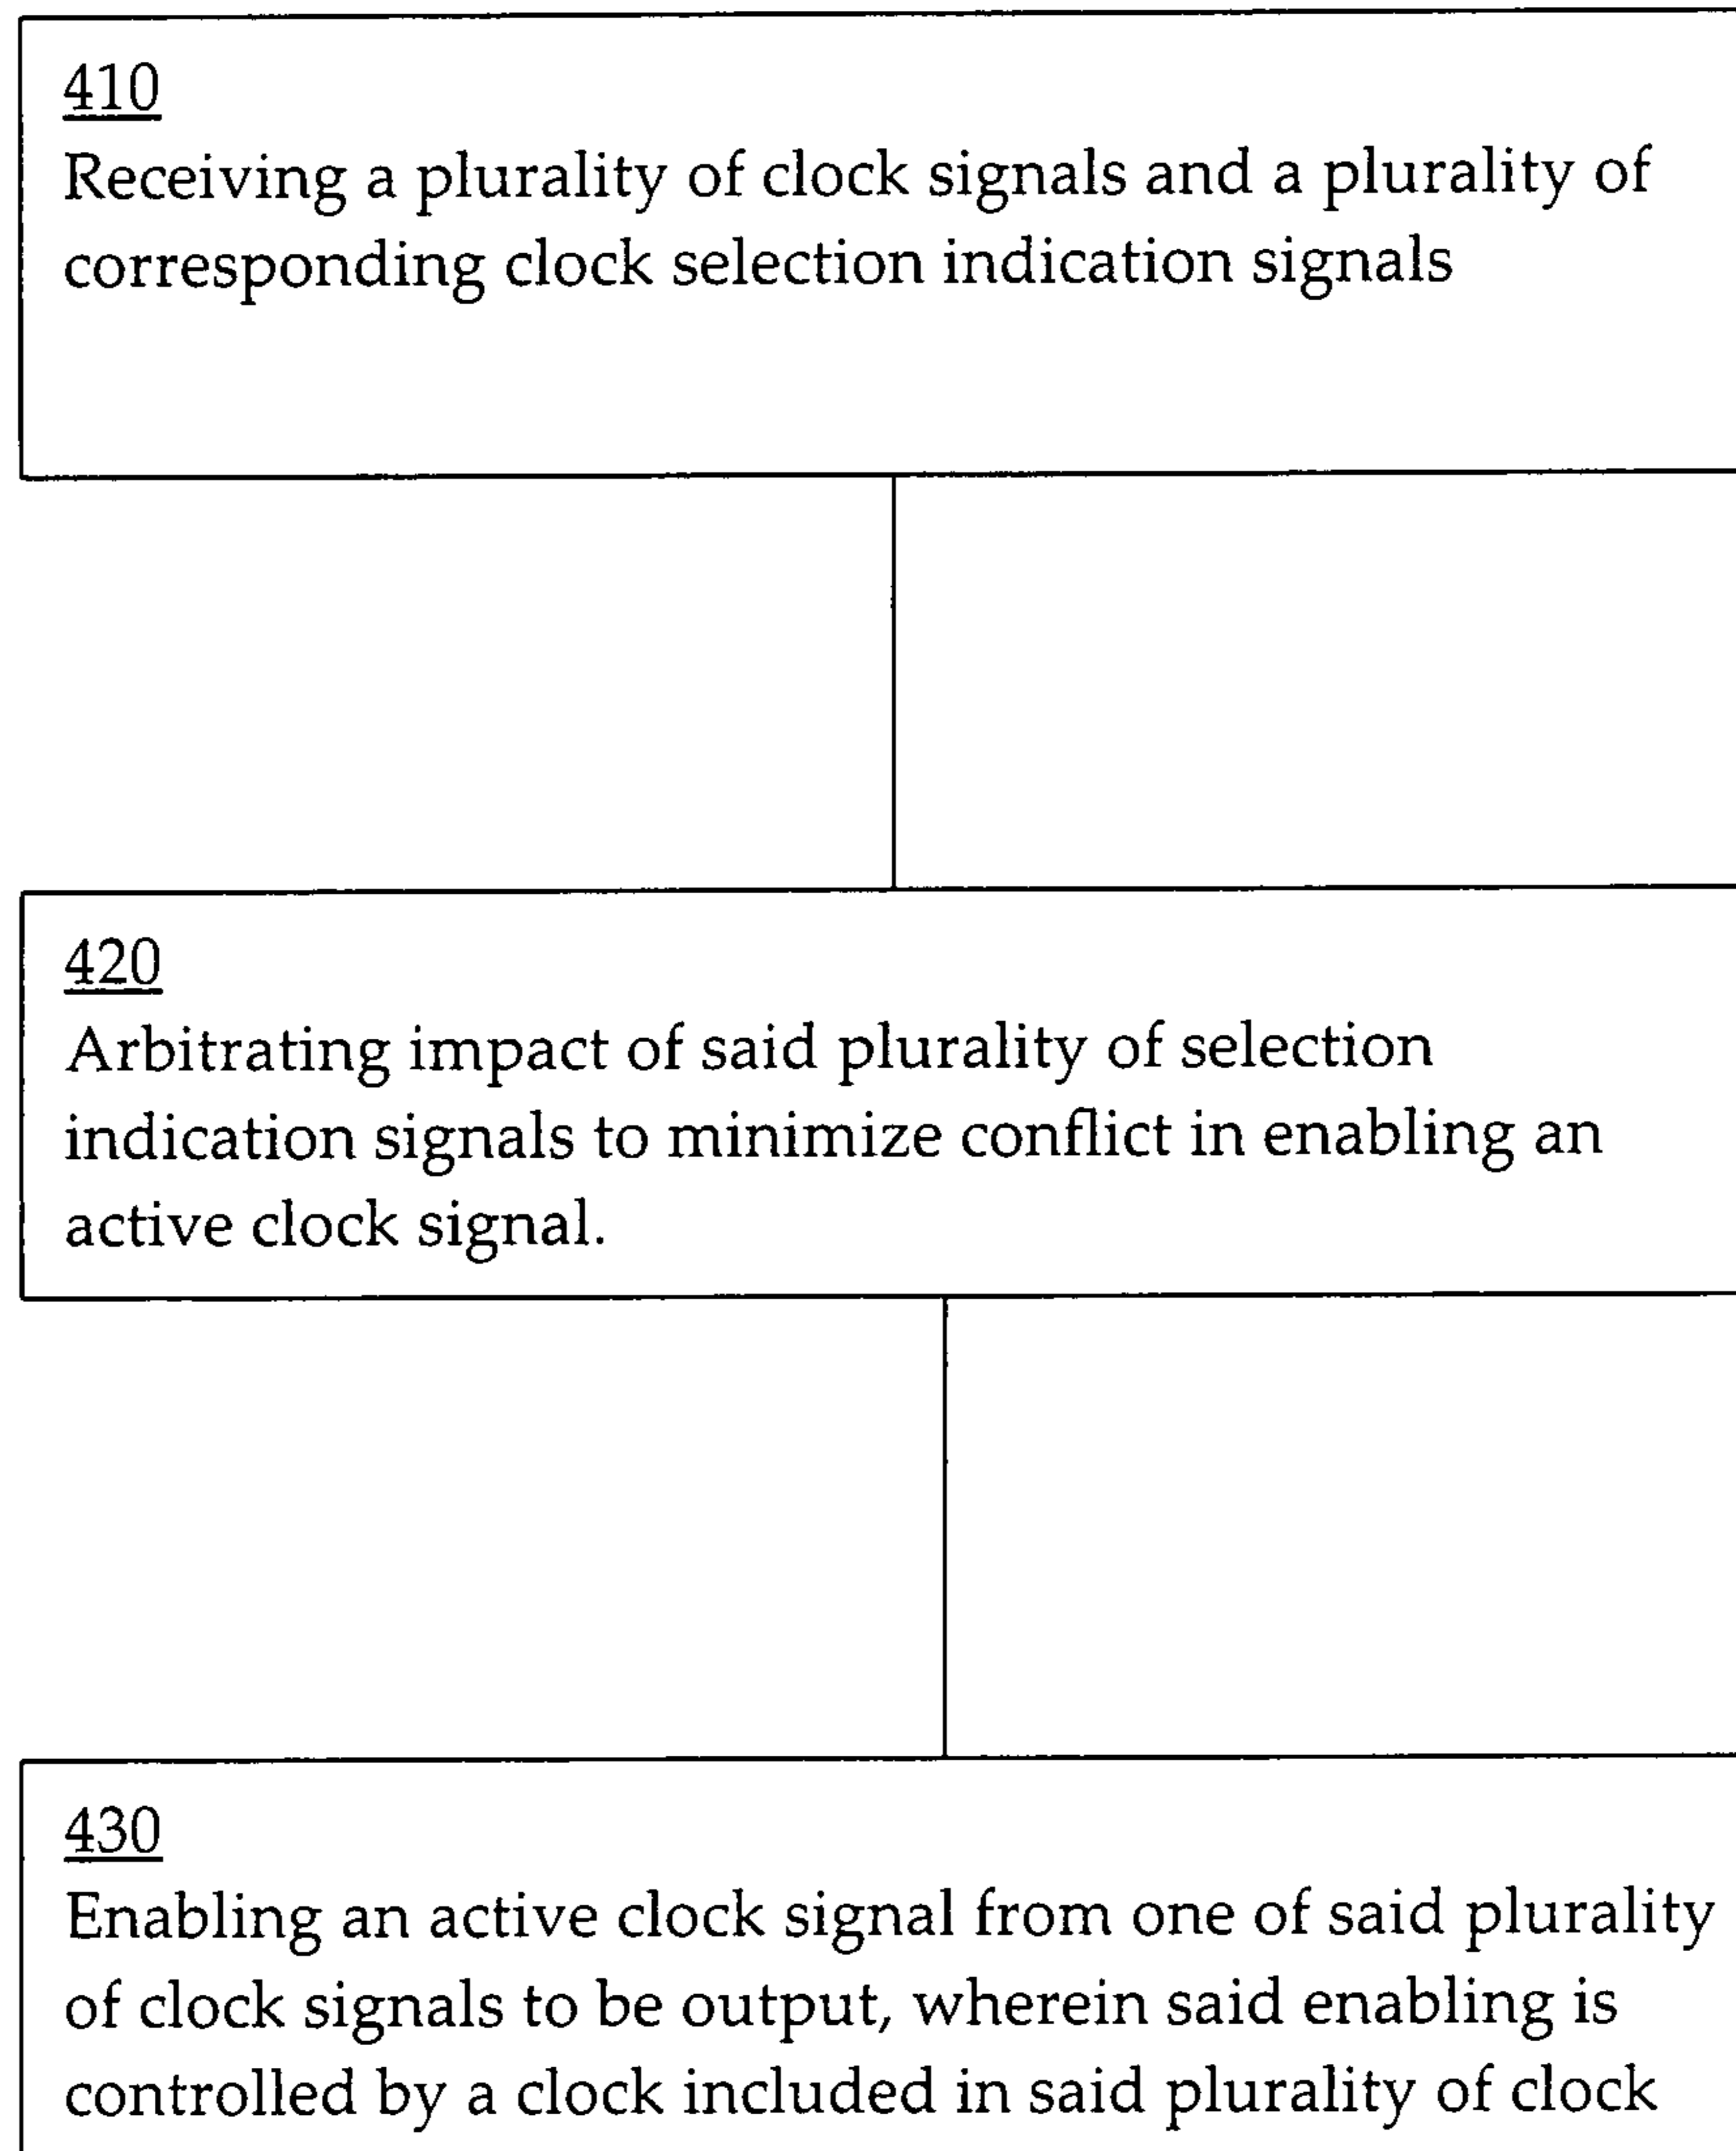 410
Receiving a plurality of clock signals and a plurality of
corresponding clock selection indication signals
420
Arbitrating impact of said plurality of selection
indication signals to minimize conflict in enabling an
active clock signal.
430
Enabling an active clock signal from one of said plurality
of clock signals to be output, wherein said enabling is
controlled by a clock included in said plurality of clock